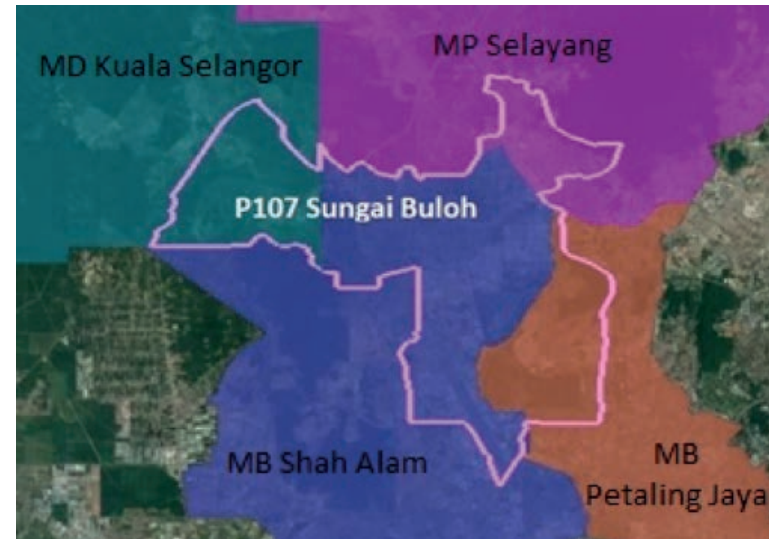 MD Kuala Selangor
MP Selayang
P107 Sungai Buloh
MB Shah Alam
MB
Petaling Jaya